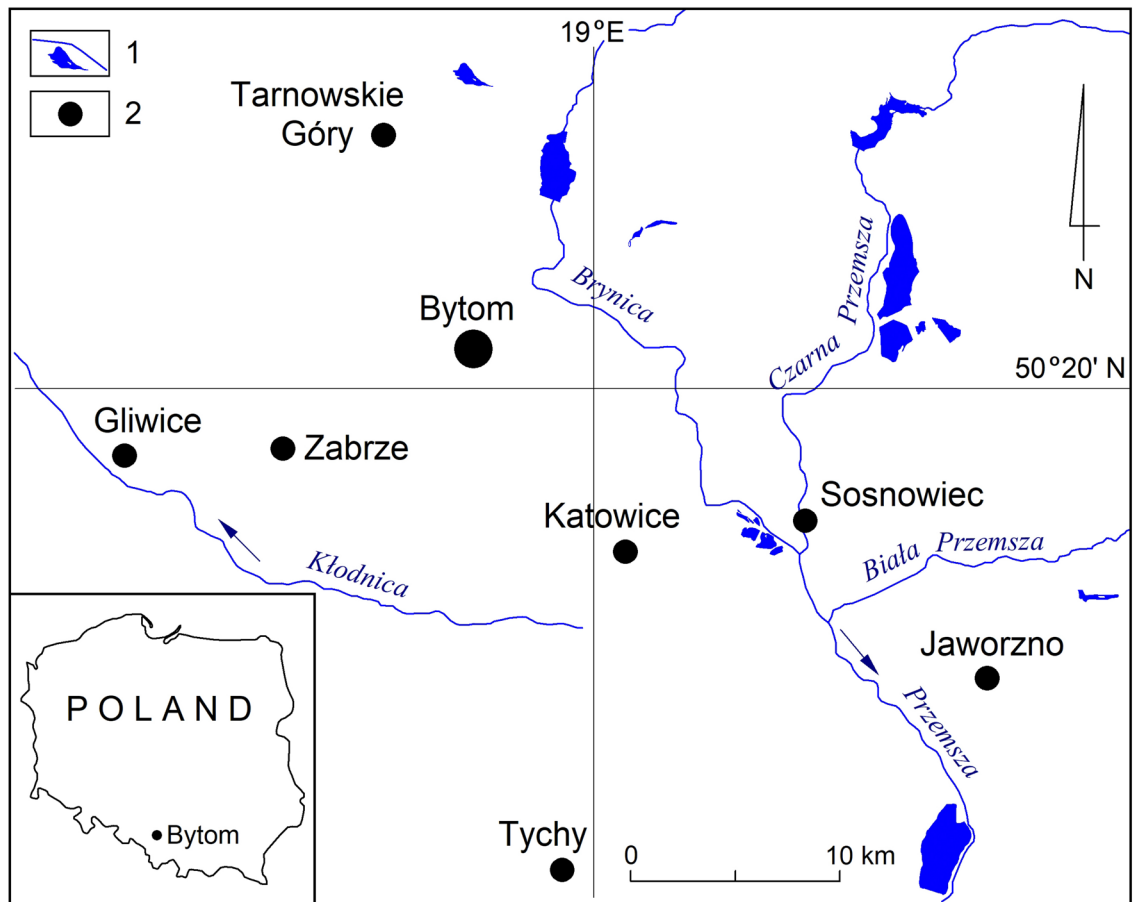 1
2
19°E
Tarnowskie
Góry
N
Brynica
Czarna Przemsza
Bytom
50°20' N
Gliwice
Zabrze
Katowice
Sosnowiec
Kłodnica
Biała Przemsza
Jaworzno
Przemsza
POLAND
Bytom
Tychy
0 10 km